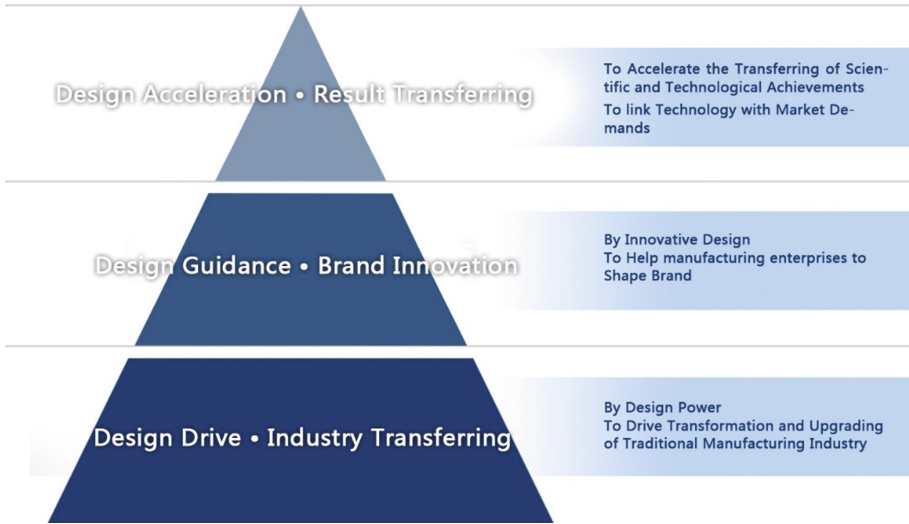 Design Acceleration • Result Transferring
To Accelerate the Transferring of Scien-
tific and Technological Achievements
To link Technology with Market De-
mands
Design Guidance • Brand Innovation
By Innovative Design
To Help manufacturing enterprises to
Shape Brand
Design Drive • Industry Transferring
By Design Power
To Drive Transformation and Upgrading
of Traditional Manufacturing Industry